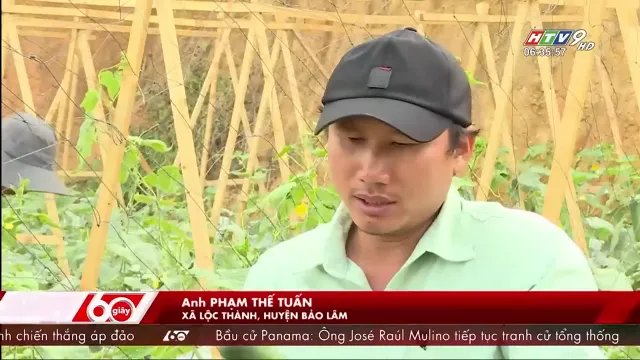 HTV9 HD
06:35:57
Anh PHẠM THẾ TUẤN
XÃ LỘC THÀNH, HUYỆN BẢO LÂM
60 giây
nh chiến thắng áp đảo Bầu cử Panama: Ông José Raúl Mulino tiếp tục tranh cử tổng thống